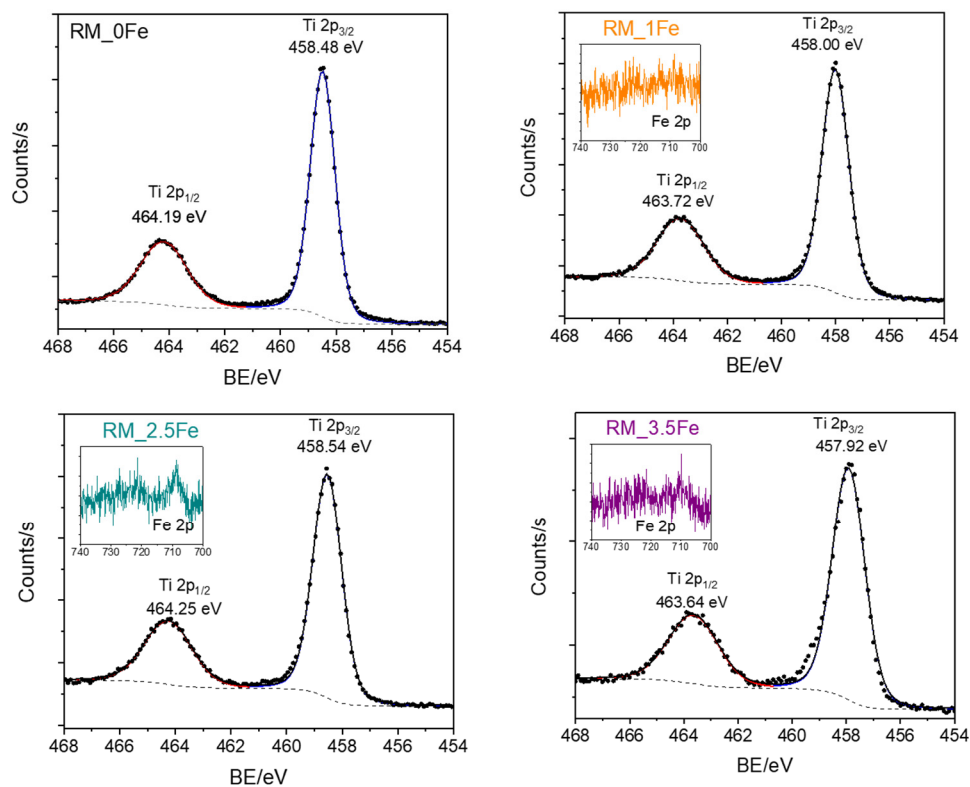 RM_0Fe
Ti 2p3/2
458.48 eV
Ti 2p1/2
464.19 eV
Counts/s
468 466 464 462 460 458 456 454
BE/eV
RM_1Fe
Ti 2p3/2
458.00 eV
Fe 2p
740 730 720 710 700
Ti 2p1/2
463.72 eV
Counts/s
468 466 464 462 460 458 456 454
BE/eV
RM_2.5Fe
Ti 2p3/2
458.54 eV
Fe 2p
740 730 720 710 700
Ti 2p1/2
464.25 eV
Counts/s
468 466 464 462 460 458 456 454
BE/eV
RM_3.5Fe
Ti 2p3/2
457.92 eV
Fe 2p
740 730 720 710 700
Ti 2p1/2
463.64 eV
Counts/s
468 466 464 462 460 458 456 454
BE/eV